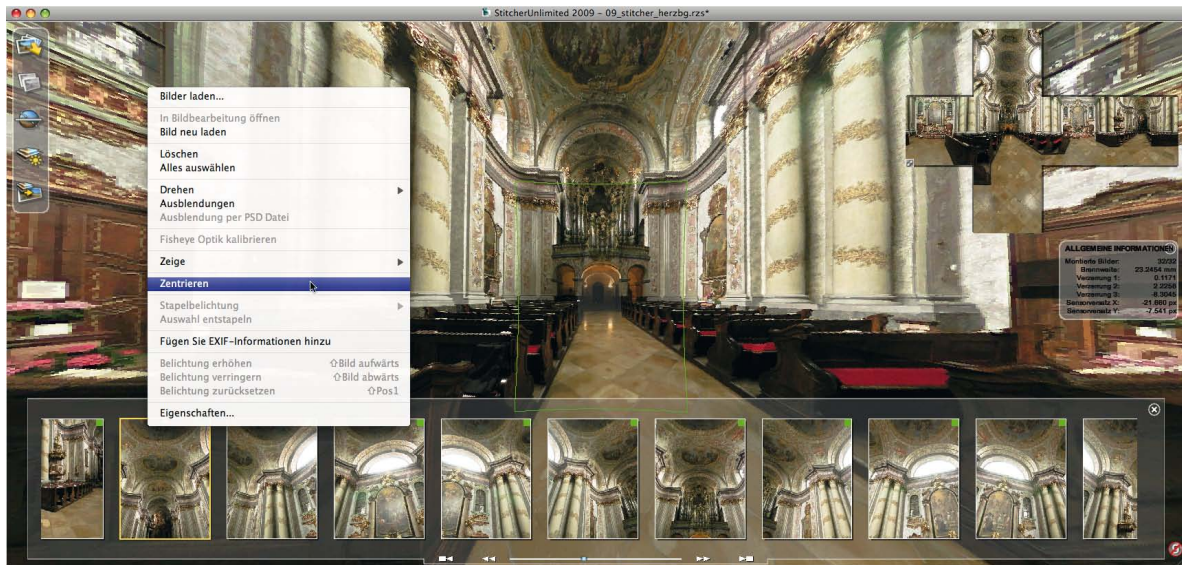 StitcherUnlimited 2009 – 09_stitcher_herzbg.rzs*
Bilder laden...
In Bildbearbeitung öffnen
Bild neu laden
Löschen
Alles auswählen
Drehen
Ausblendungen
Ausblendung per PSD Datei
Fisheye Optik kalibrieren
Zeige
Zentrieren
Stapelbelichtung
Auswahl entstapeln
Fügen Sie EXIF-Informationen hinzu
Belichtung erhöhen ⇧Bild aufwärts
Belichtung verringern ⇧Bild abwärts
Belichtung zurücksetzen ⇧Pos1
Eigenschaften...
ALLGEMEINE INFORMATIONEN
Montierte Bilder: 32/32
Brennweite: 23.2454 mm
Verzerrung 1: 0.1171
Verzerrung 2: 2.2258
Verzerrung 3: -6.3045
Sensorversatz X: -21.660 px
Sensorversatz Y: -7.541 px